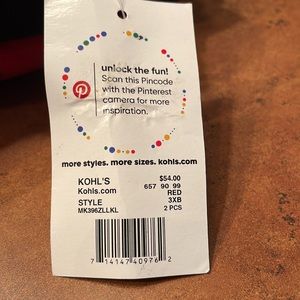 unlock the fun!
Scan this Pincode
with the Pinterest
camera for more
inspiration.
more styles. more sizes. kohls.com
KOHL'S $54.00
Kohls.com 657 90 99
RED
STYLE 3XB
MK396ZLLKL 2 PCS
7 14147 40976 2